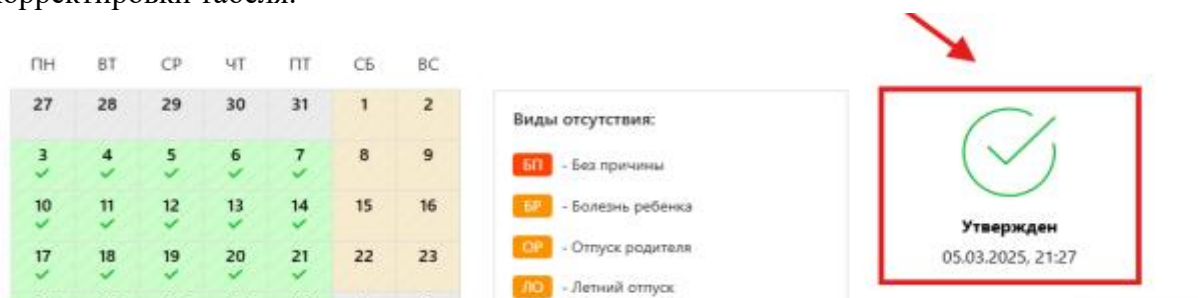 корректировки табеля.
ПН ВТ СР ЧТ ПТ СБ ВС
27 28 29 30 31 1 2
3 4 5 6 7 8 9
10 11 12 13 14 15 16
17 18 19 20 21 22 23
Виды отсутствия:
БП - Без причины
БР - Болезнь ребенка
ОР - Отпуск родителя
ЛО - Летний отпуск
Утвержден
05.03.2025, 21:27